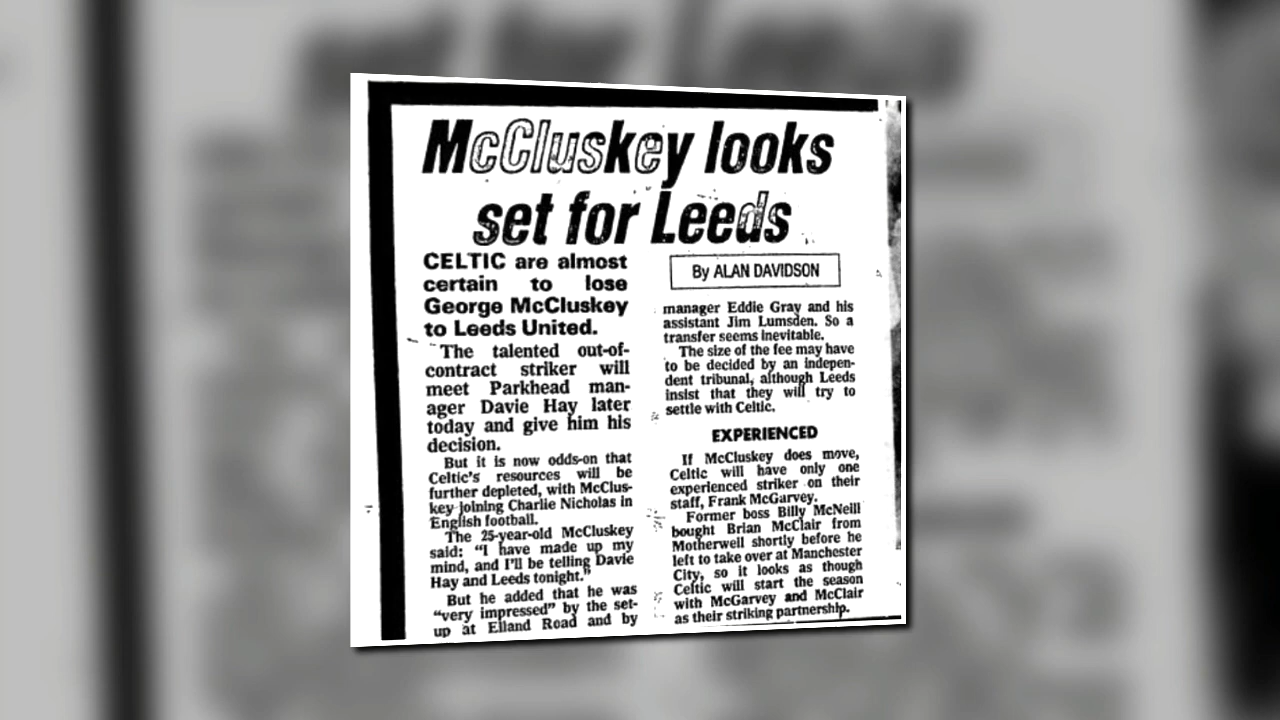 McCluskey looks
set for Leeds
CELTIC are almost
certain to lose
George McCluskey
to Leeds United.
The talented out-of-
contract striker will
meet Parkhead man-
ager Davie Hay later
today and give him his
decision.
But it is now odds-on that
Celtic's resources will be
further depleted, with McClus-
key joining Charlie Nicholas in
English football.
The 25-year-old McCluskey
said: "I have made up my
mind, and I'll be telling Davie
Hay and Leeds tonight."
But he added that he was
"very impressed" by the set-
up at Elland Road and by
By ALAN DAVIDSON
manager Eddie Gray and his
assistant Jim Lumsden. So a
transfer seems inevitable.
The size of the fee may have
to be decided by an indepen-
dent tribunal, although Leeds
insist that they will try to
settle with Celtic.
EXPERIENCED
If McCluskey does move,
Celtic will have only one
experienced striker on their
staff, Frank McGarvey.
Former boss Billy McNeill
bought Brian McClair from
Motherwell shortly before he
left to take over at Manchester
City, so it looks as though
Celtic will start the season
with McGarvey and McClair
as their striking partnership.